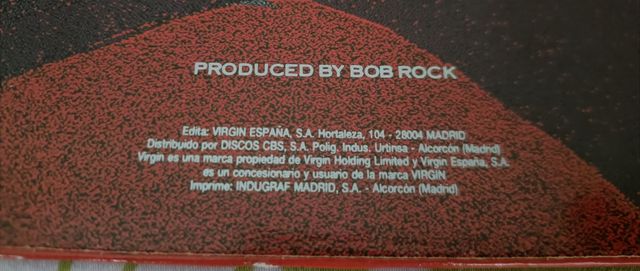 PRODUCED BY BOB ROCK
Edita: VIRGIN ESPAÑA, S.A. Hortaleza, 104 - 28004 MADRID
Distribuido por DISCOS CBS, S.A. Polig. Indus. Urtinsa - Alcorcón (Madrid)
Virgin es una marca propiedad de Virgin Holding Limited y Virgin España, S.A.
es un concesionario y usuario de la marca VIRGIN
Imprime: INDUGRAF MADRID, S.A. - Alcorcón (Madrid)